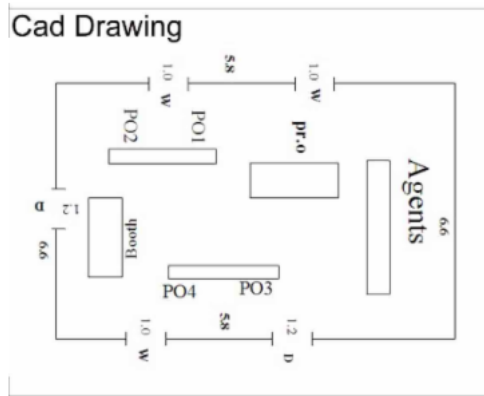 Cad Drawing
5.8
1.0
W
1.0
W
PO2
PO1
pr.o
Agents
6.6
D
1.2
6.6
Booth
PO4
PO3
1.0
W
5.8
1.2
D